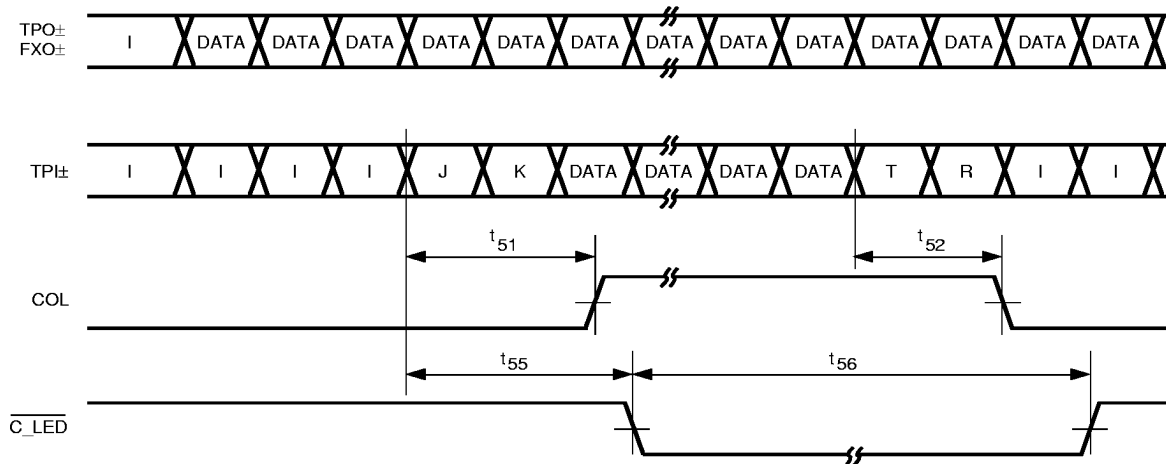 TPO±
FXO±
I DATA DATA DATA DATA DATA DATA DATA DATA DATA DATA DATA DATA DATA
TPI±
I I I I J K DATA DATA DATA DATA T R I I
t51
t52
COL
t55
t56
C_LED